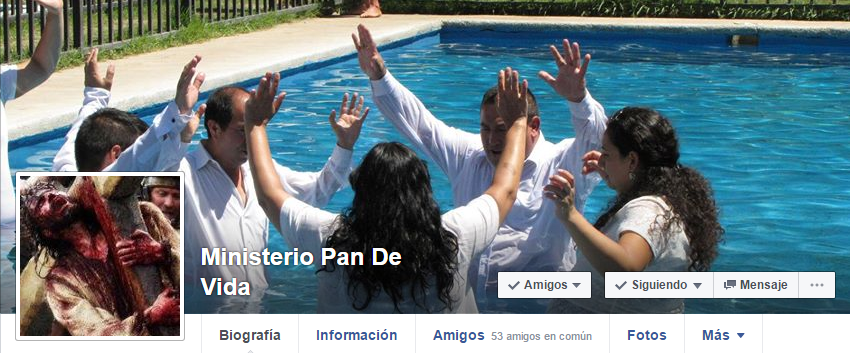 Ministerio Pan De
Vida
Amigos
Siguiendo
Mensaje
Biografía
Información
Amigos 53 amigos en común
Fotos
Más